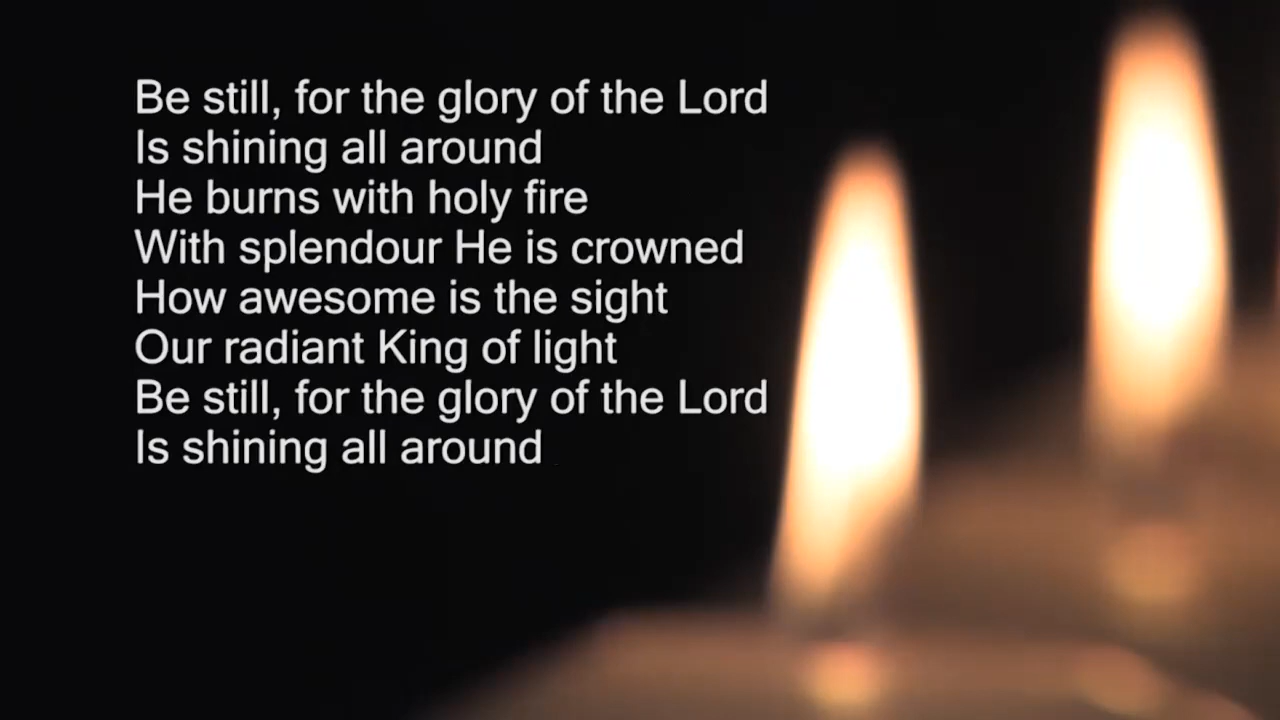 Be still, for the glory of the Lord
Is shining all around
He burns with holy fire
With splendour He is crowned
How awesome is the sight
Our radiant King of light
Be still, for the glory of the Lord
Is shining all around